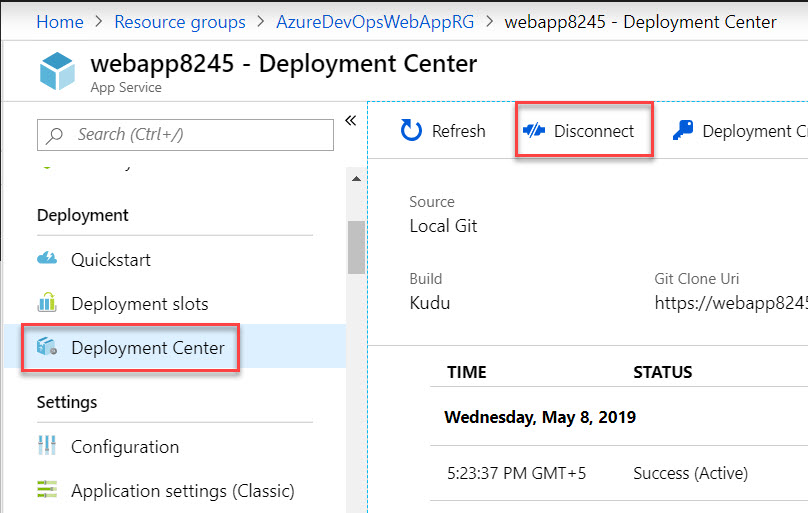 Home > Resource groups > AzureDevOpsWebAppRG > webapp8245 - Deployment Center
webapp8245 - Deployment Center
App Service
Search (Ctrl+/)
«
Refresh
Disconnect
Deployment C
Deployment
Quickstart
Deployment slots
Deployment Center
Settings
Configuration
Application settings (Classic)
Source
Local Git
Build
Git Clone Uri
Kudu
https://webapp8245
TIME
STATUS
Wednesday, May 8, 2019
5:23:37 PM GMT+5
Success (Active)